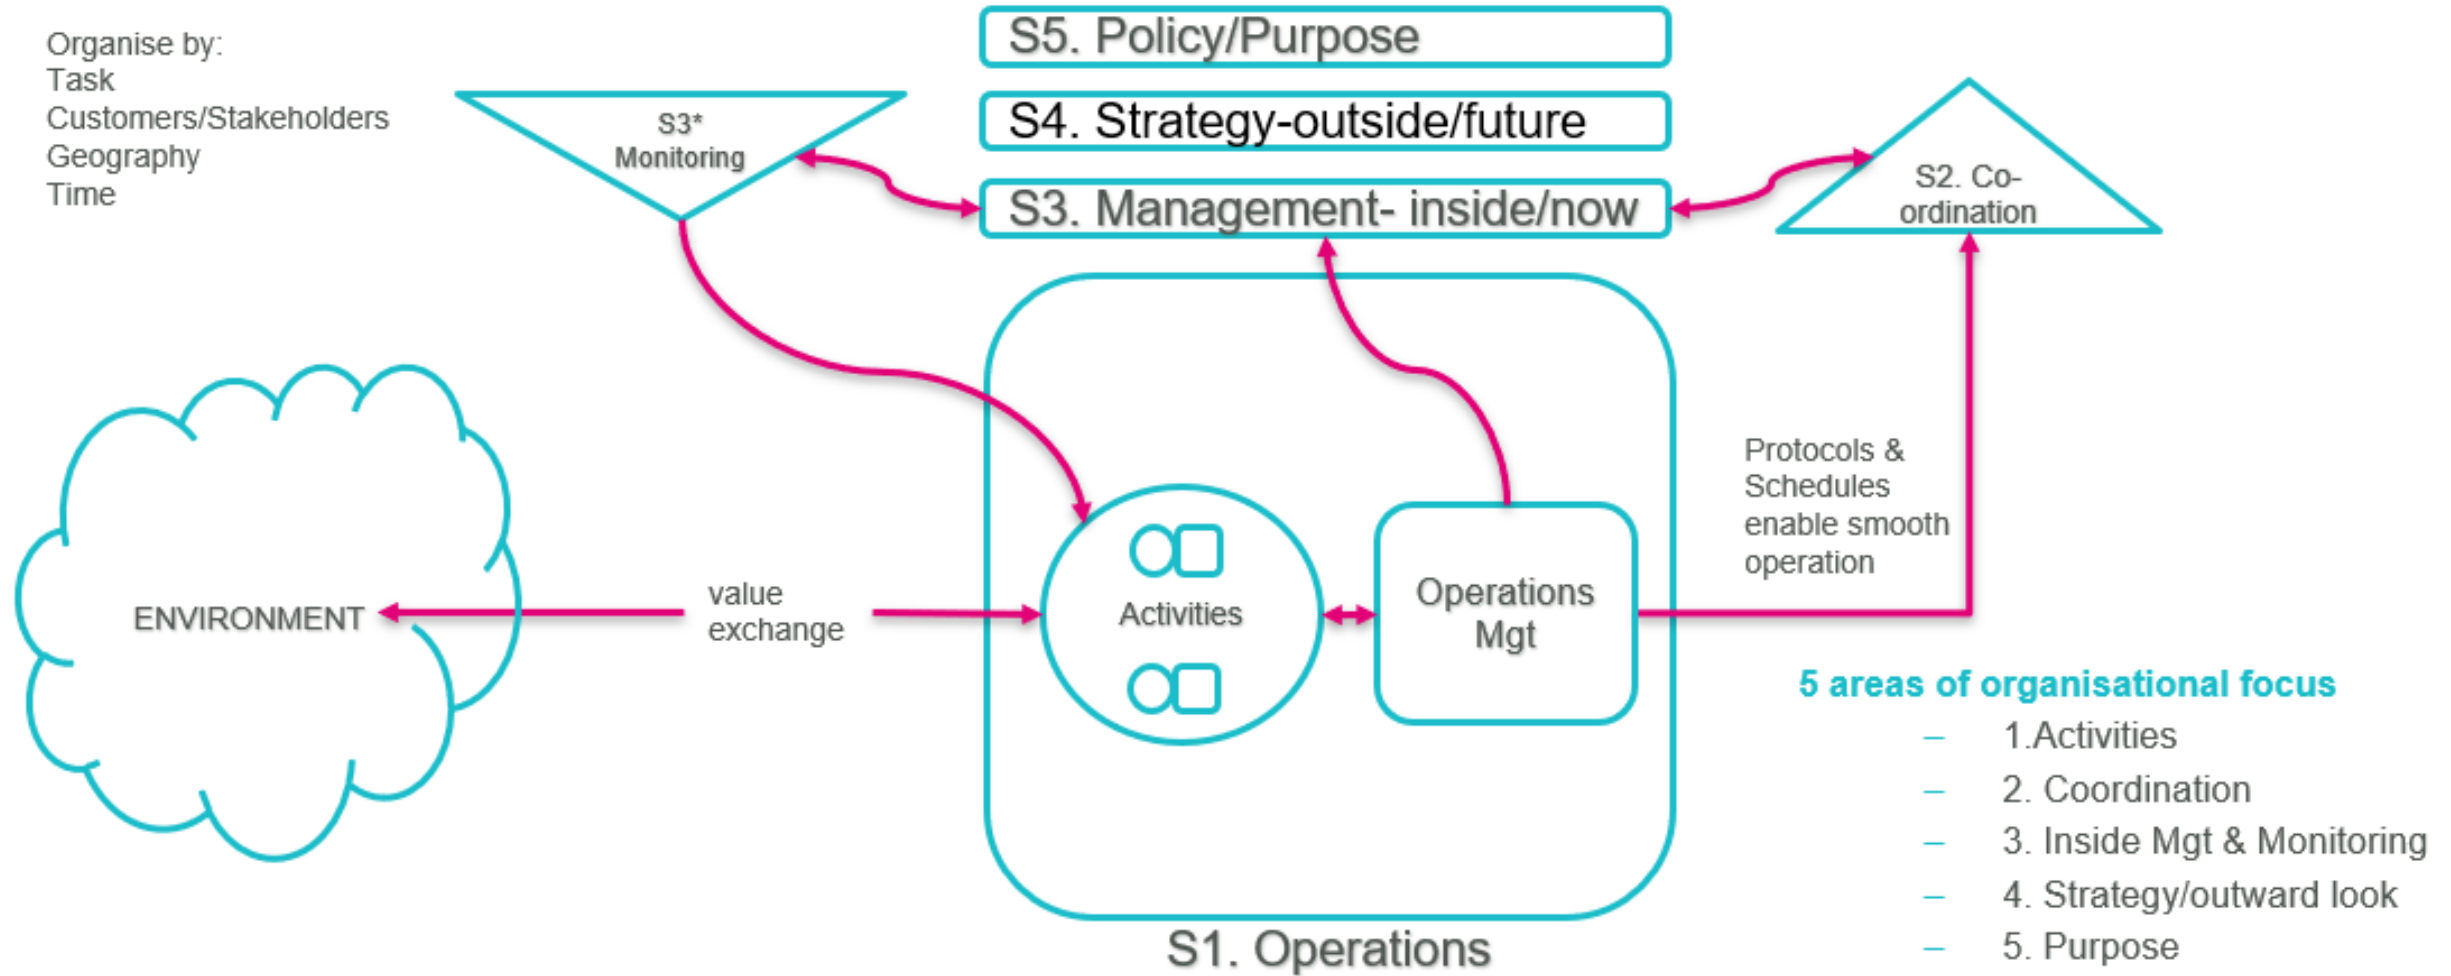 Organise by:
Task
Customers/Stakeholders
Geography
Time
S3*
Monitoring
S5. Policy/Purpose
S4. Strategy-outside/future
S3. Management- inside/now
S2. Co-
ordination
ENVIRONMENT
value
exchange
Activities
Operations
Mgt
Protocols &
Schedules
enable smooth
operation
S1. Operations
5 areas of organisational focus
– 1.Activities
– 2. Coordination
– 3. Inside Mgt & Monitoring
– 4. Strategy/outward look
– 5. Purpose